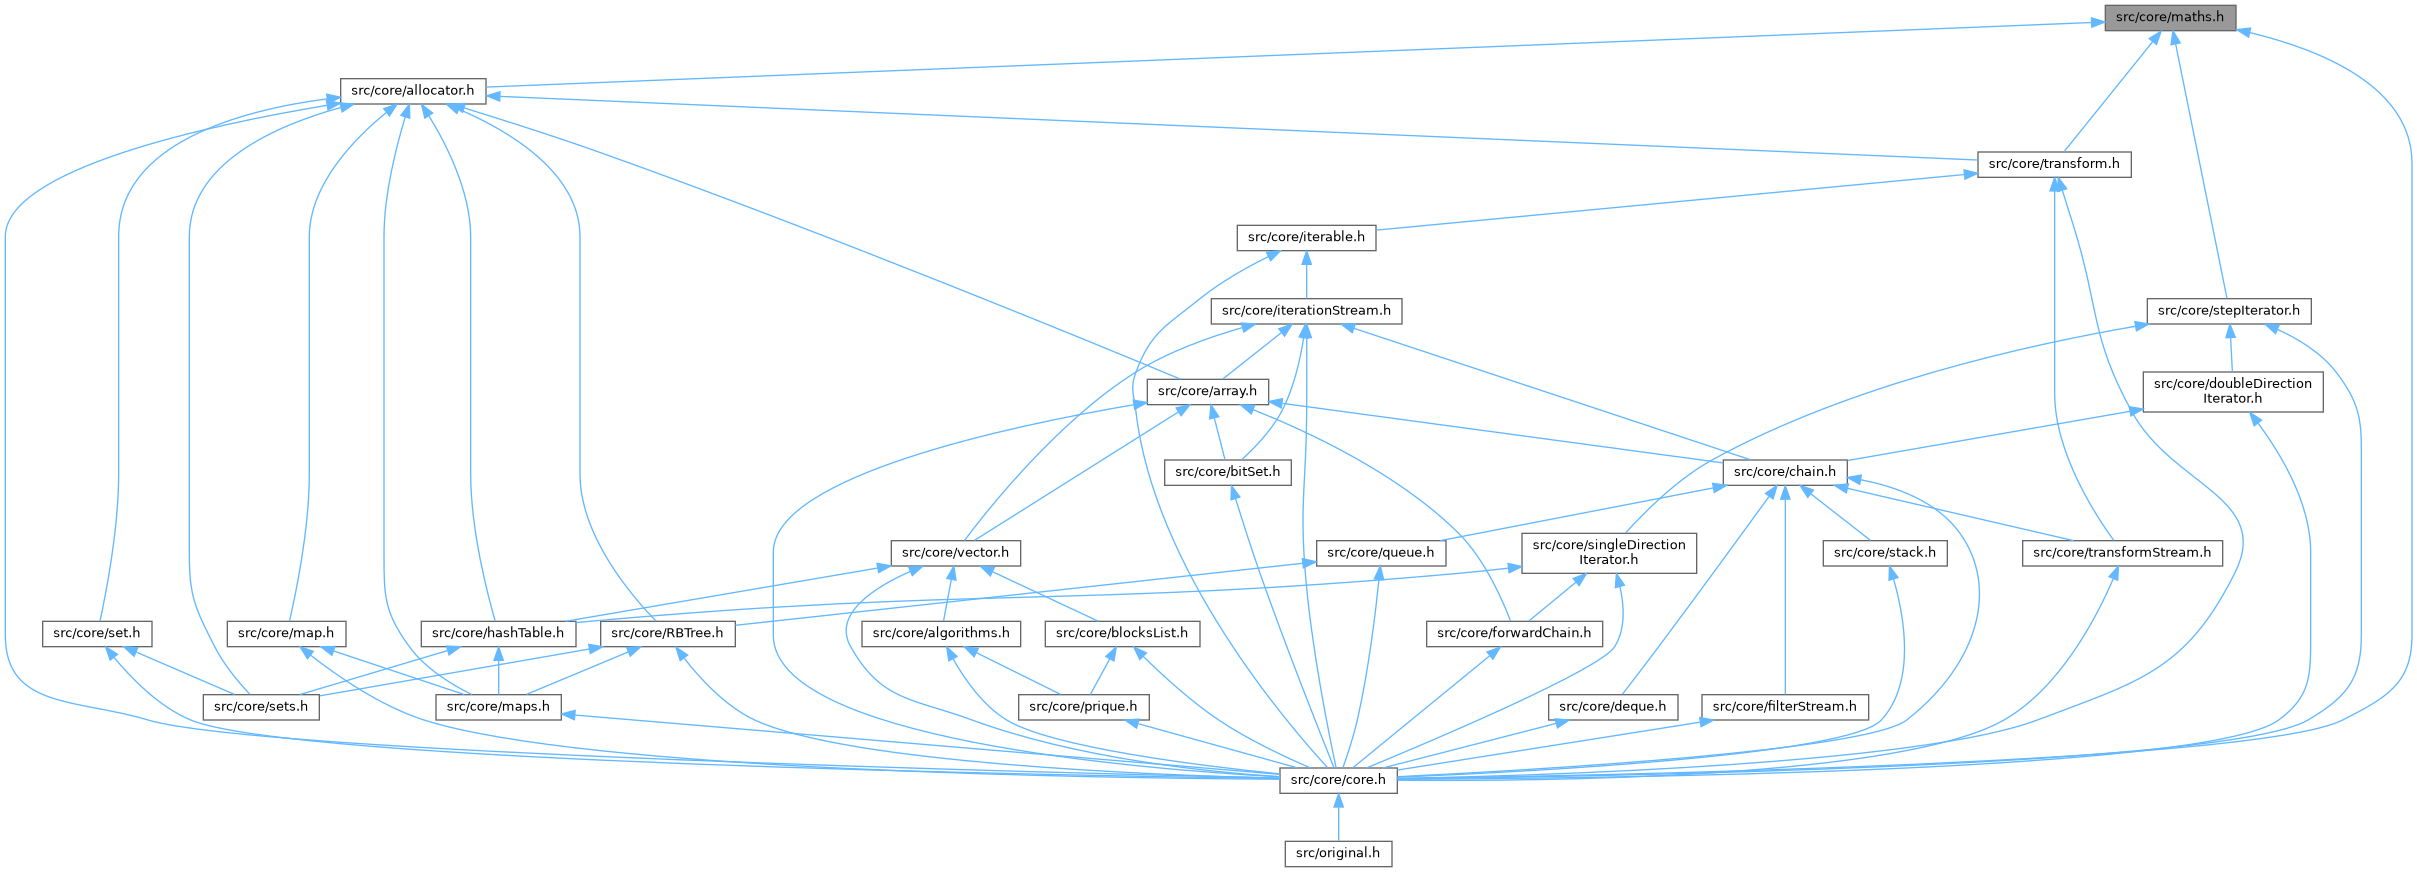 src/core/maths.h
src/core/allocator.h
src/core/transform.h
src/core/iterable.h
src/core/iterationStream.h
src/core/stepIterator.h
src/core/array.h
src/core/doubleDirection
Iterator.h
src/core/bitSet.h
src/core/chain.h
src/core/vector.h
src/core/queue.h
src/core/singleDirection
Iterator.h
src/core/stack.h
src/core/transformStream.h
src/core/set.h
src/core/map.h
src/core/hashTable.h
src/core/RBTree.h
src/core/algorithms.h
src/core/blocksList.h
src/core/forwardChain.h
src/core/sets.h
src/core/maps.h
src/core/prique.h
src/core/deque.h
src/core/filterStream.h
src/core/core.h
src/original.h